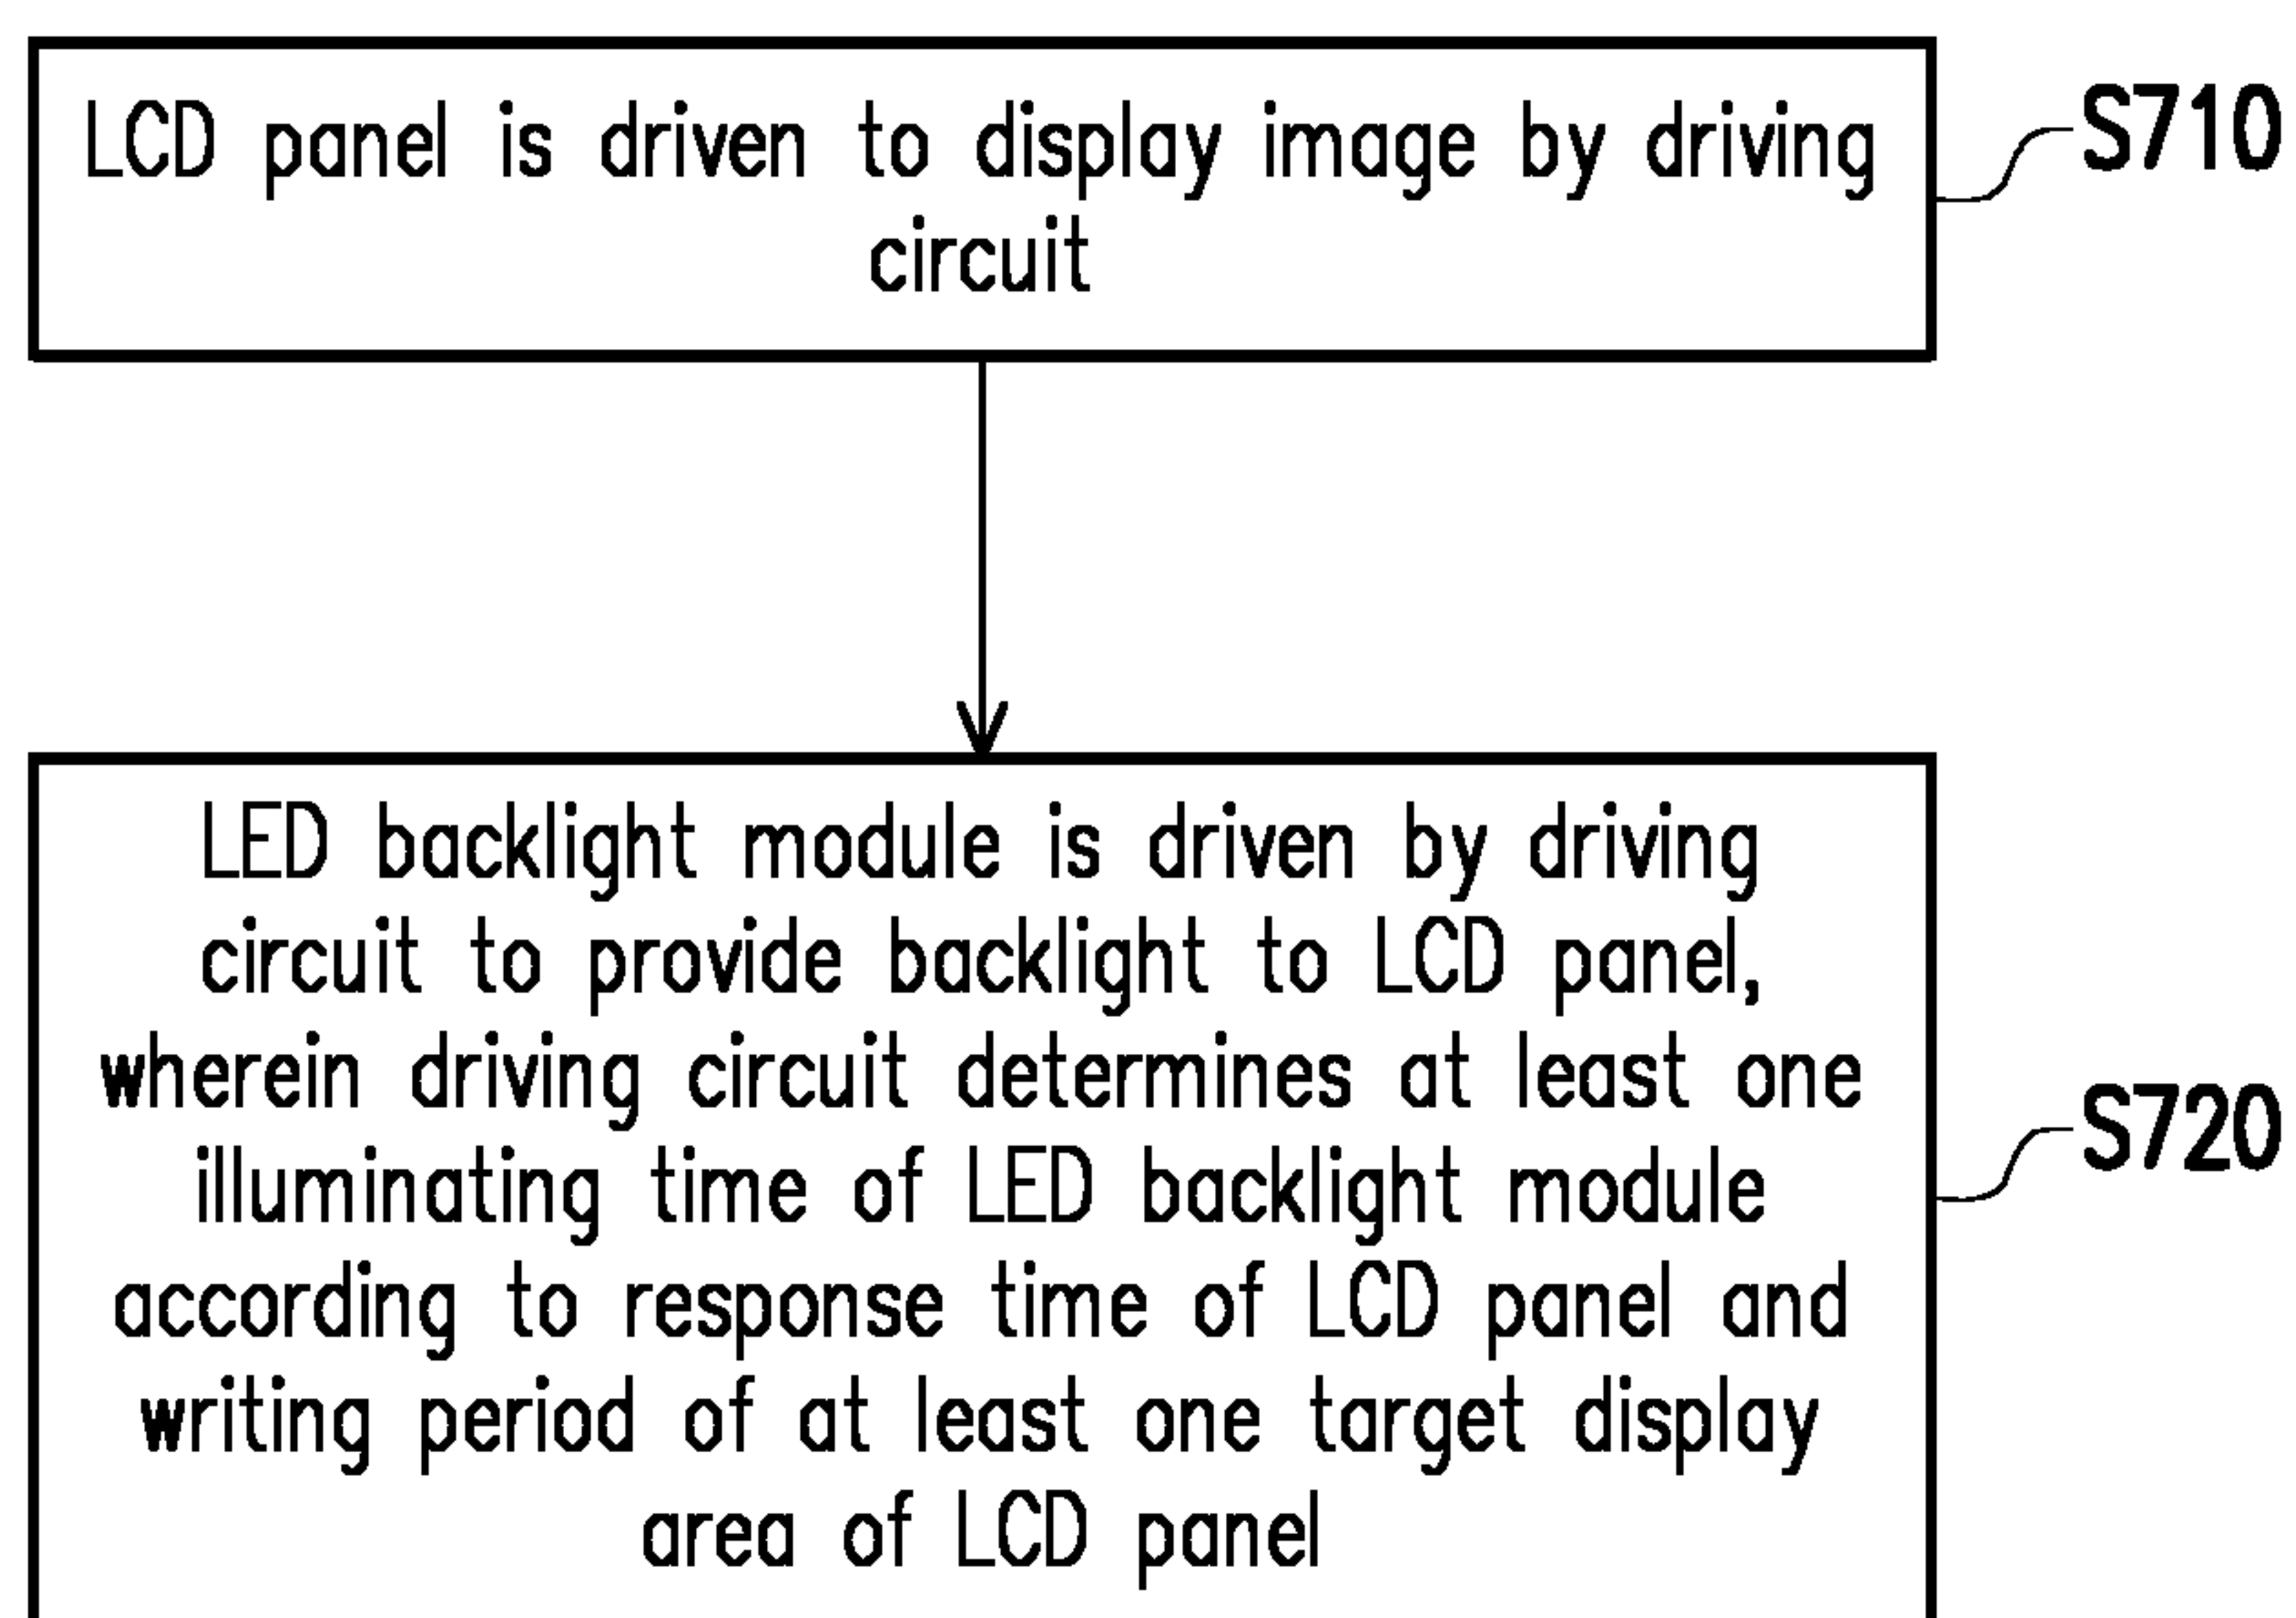 LCD panel is driven to display image by driving
circuit
S710
LED backlight module is driven by driving
circuit to provide backlight to LCD panel,
wherein driving circuit determines at least one
illuminating time of LED backlight module
according to response time of LCD panel and
writing period of at least one target display
area of LCD panel
S720